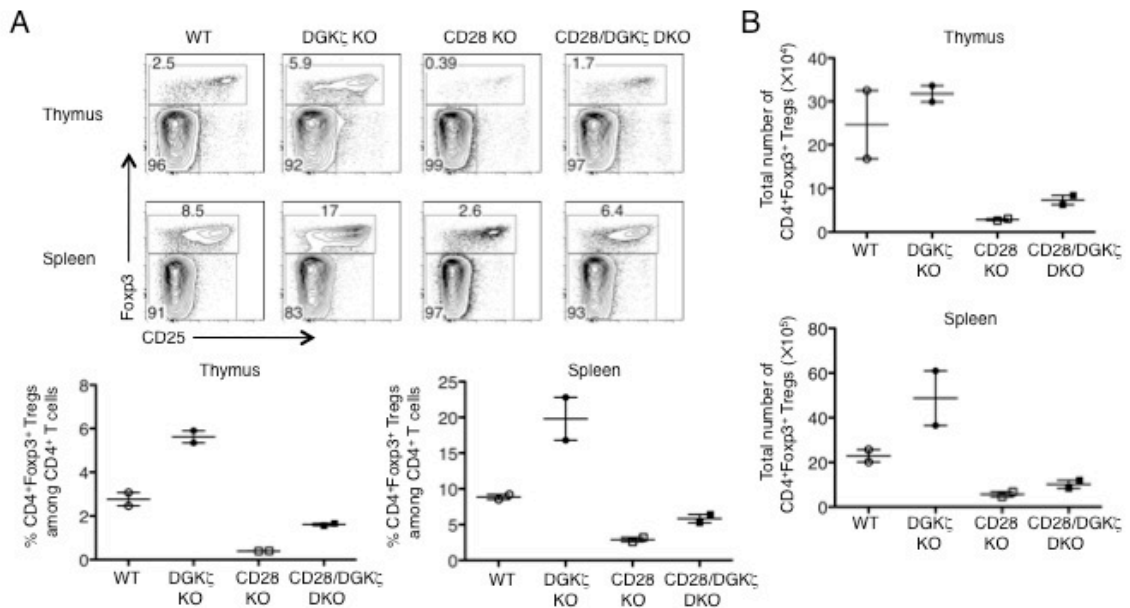 A
WT DGKζ KO CD28 KO CD28/DGKζ DKO
Thymus
2.5 5.9 0.39 1.7
96 92 99 97
Spleen
8.5 17 2.6 6.4
91 83 97 93
Foxp3
CD25
Thymus
% CD4+Foxp3+ Tregs
among CD4+ T cells
8
6
4
2
0
WT DGKζ KO CD28 KO CD28/DGKζ DKO
Spleen
% CD4+Foxp3+ Tregs
among CD4+ T cells
25
20
15
10
5
0
WT DGKζ KO CD28 KO CD28/DGKζ DKO
B
Thymus
Total number of
CD4+Foxp3+ Tregs (×10⁴)
40
30
20
10
0
WT DGKζ KO CD28 KO CD28/DGKζ DKO
Spleen
Total number of
CD4+Foxp3+ Tregs (×10⁵)
80
60
40
20
0
WT DGKζ KO CD28 KO CD28/DGKζ DKO